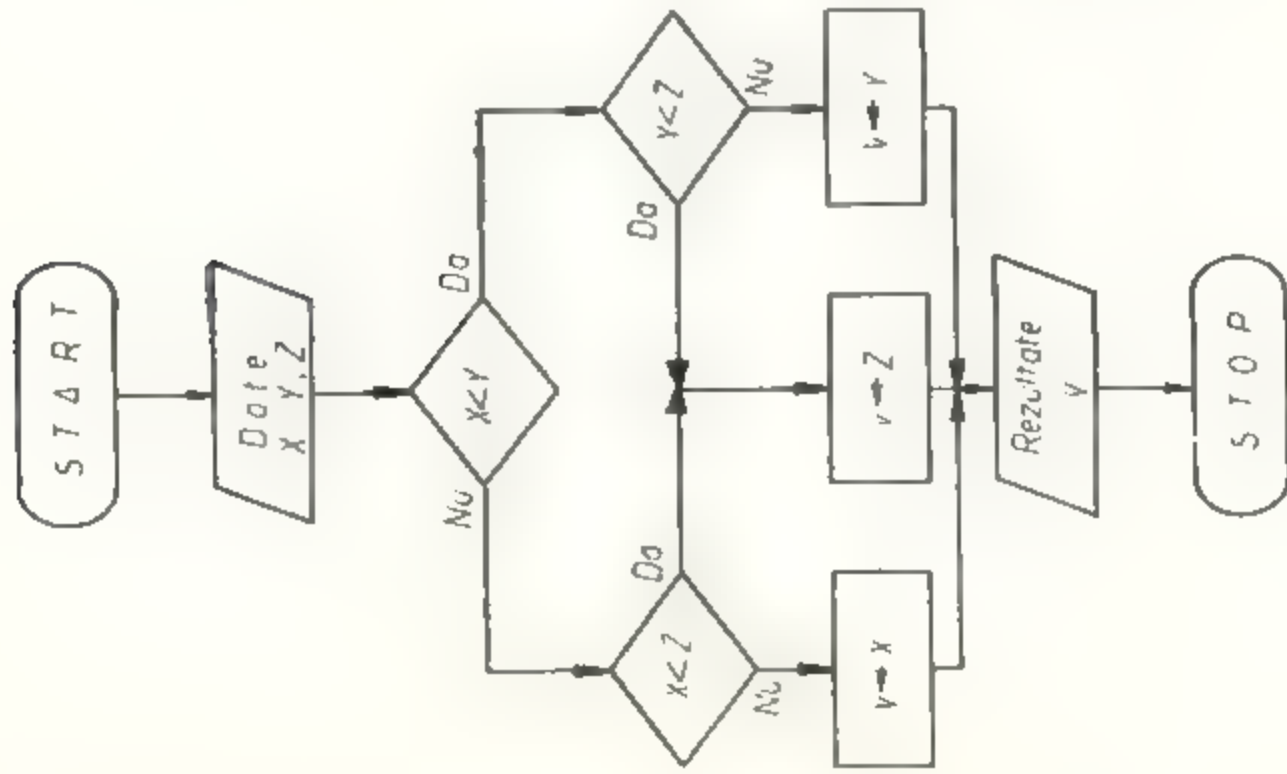 START
Date
X Y,Z
X<Y
Nu
Da
X<Z
Da
Nu
Y<Z
Da
Nu
v→X
v→Z
v→Y
Rezultate
v
STOP